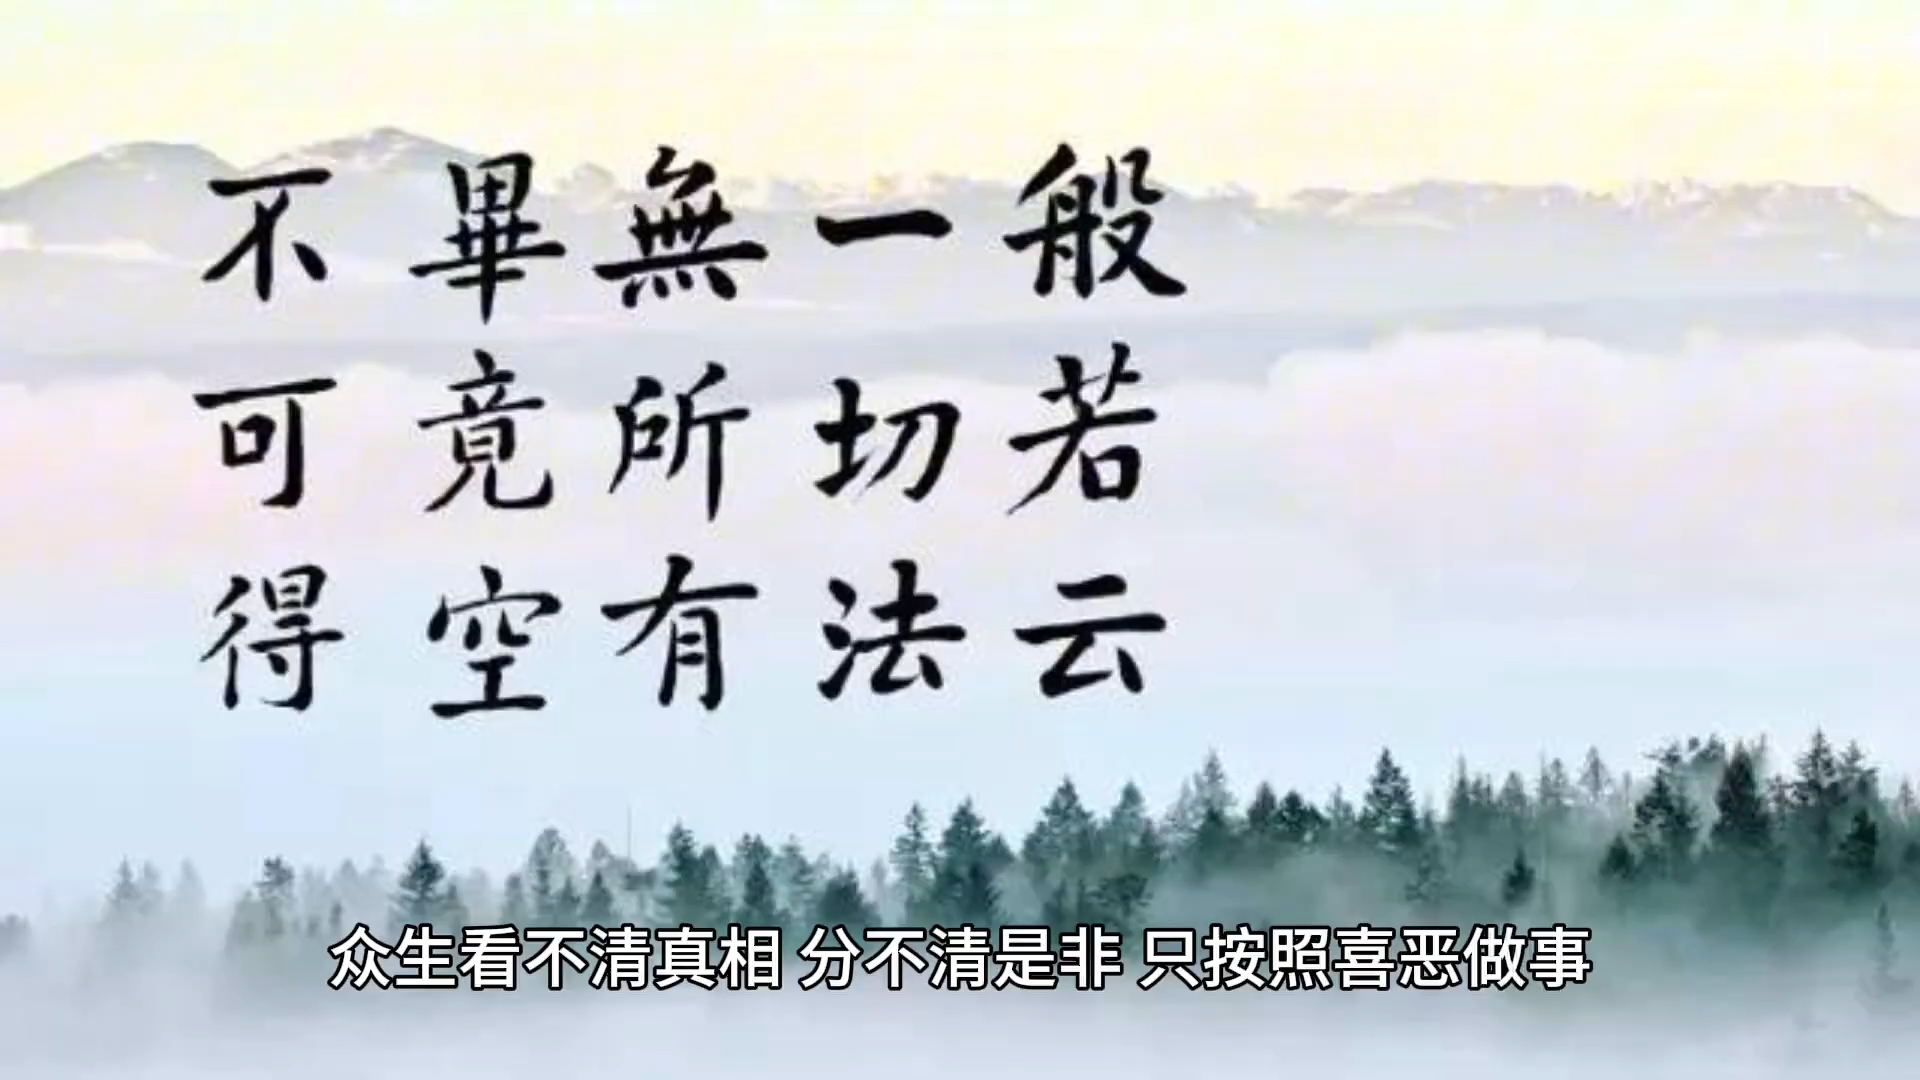 般若云
一切法
無所有
畢竟空
不可得
众生看不清真相 分不清是非 只按照喜恶做事